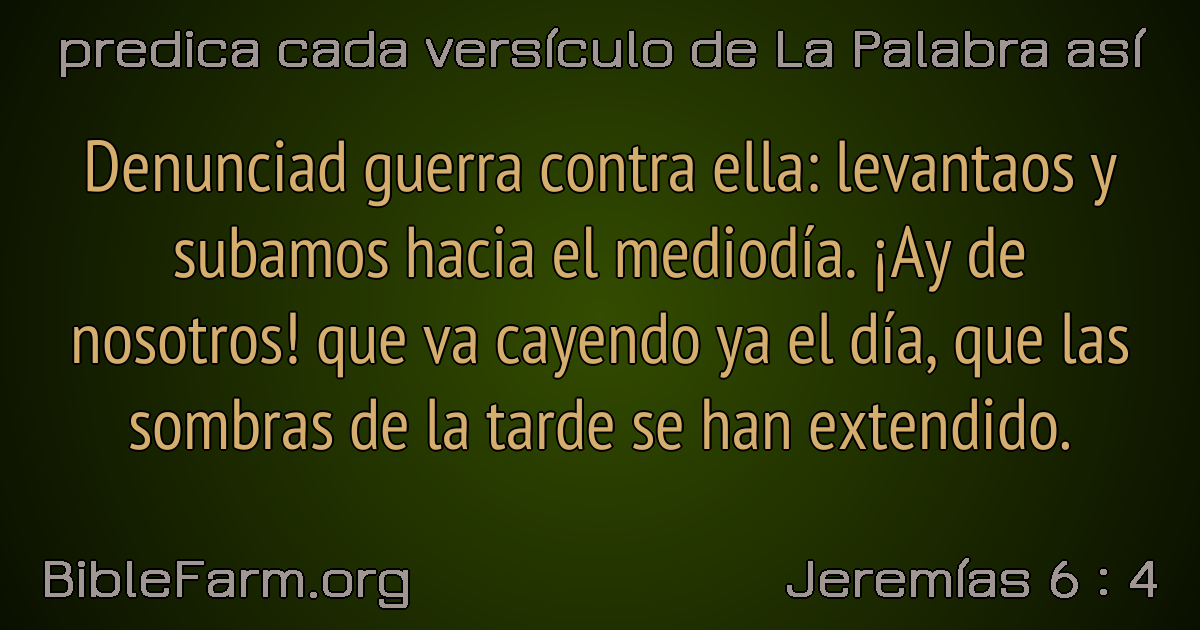 predica cada versículo de La Palabra así
Denunciad guerra contra ella: levantaos y
subamos hacia el mediodía. ¡Ay de
nosotros! que va cayendo ya el día, que las
sombras de la tarde se han extendido.
BibleFarm.org
Jeremías 6 : 4